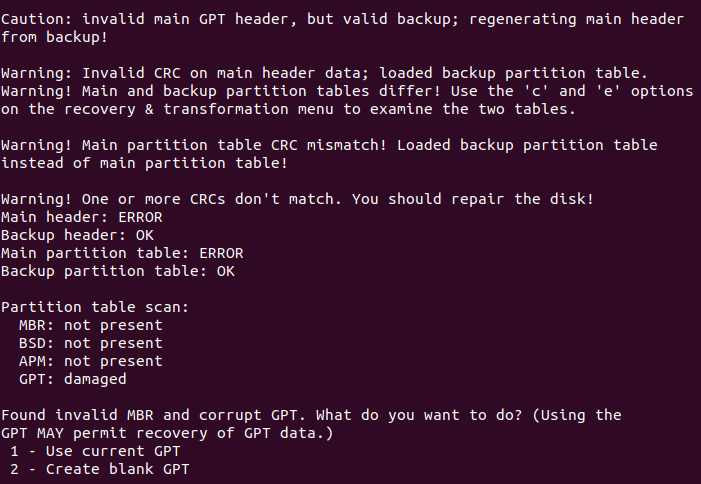 Caution: invalid main GPT header, but valid backup; regenerating main header
from backup!
Warning: Invalid CRC on main header data; loaded backup partition table.
Warning! Main and backup partition tables differ! Use the 'c' and 'e' options
on the recovery & transformation menu to examine the two tables.
Warning! Main partition table CRC mismatch! Loaded backup partition table
instead of main partition table!
Warning! One or more CRCs don't match. You should repair the disk!
Main header: ERROR
Backup header: OK
Main partition table: ERROR
Backup partition table: OK
Partition table scan:
MBR: not present
BSD: not present
APM: not present
GPT: damaged
Found invalid MBR and corrupt GPT. What do you want to do? (Using the
GPT MAY permit recovery of GPT data.)
1 - Use current GPT
2 - Create blank GPT